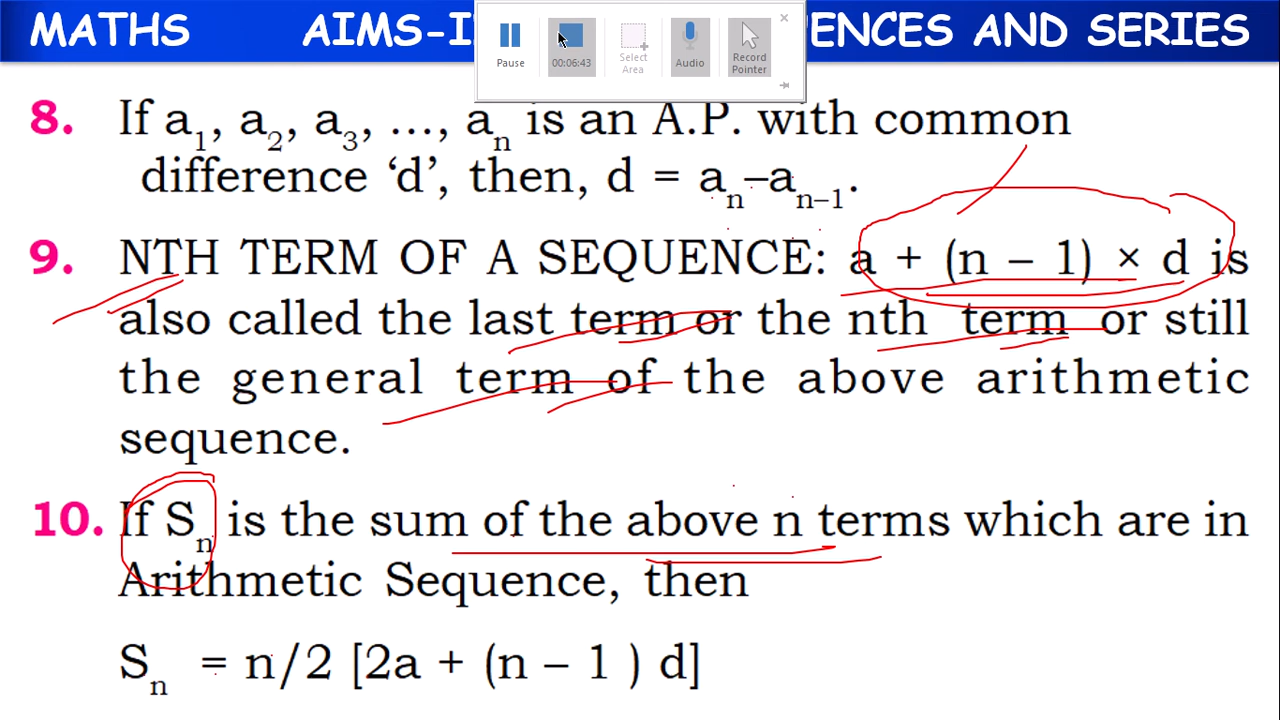 MATHS AIMS-I ENCES AND SERIES
Pause 00:06:43 Select Area Audio Record Pointer
8. If a₁, a₂, a₃, ..., aₙ is an A.P. with common
difference ‘d’, then, d = aₙ–aₙ₋₁.
9. NTH TERM OF A SEQUENCE: a + (n – 1) × d is
also called the last term or the nth term or still
the general term of the above arithmetic
sequence.
10. If Sₙ is the sum of the above n terms which are in
Arithmetic Sequence, then
Sₙ = n/2 [2a + (n – 1 ) d]